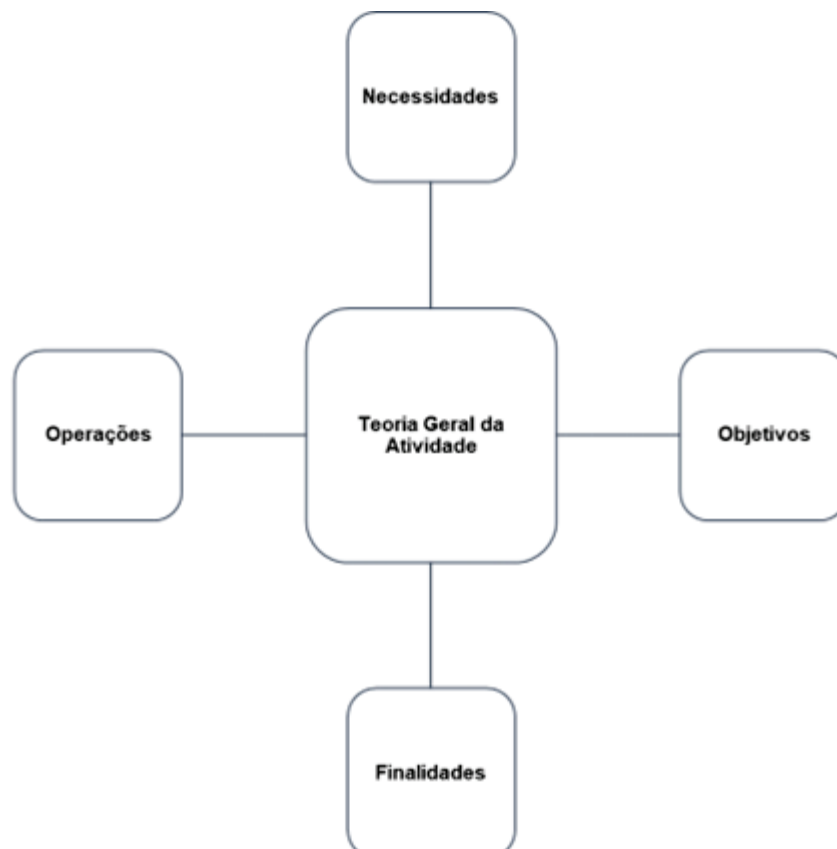 Necessidades
Operações
Teoria Geral da
Atividade
Objetivos
Finalidades